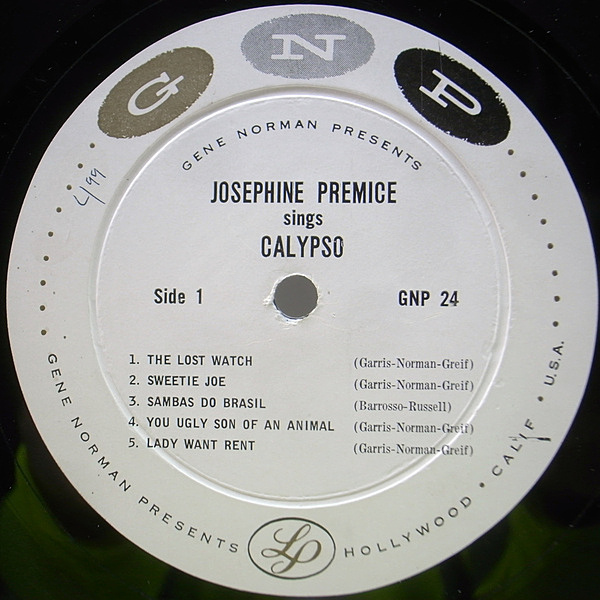 G N P
GENE NORMAN PRESENTS
4/99
JOSEPHINE PREMICE
sings
CALYPSO
Side 1 GNP 24
1. THE LOST WATCH (Garris-Norman-Greif)
2. SWEETIE JOE (Garris-Norman-Greif)
3. SAMBAS DO BRASIL (Barrosso-Russell)
4. YOU UGLY SON OF AN ANIMAL (Garris-Norman-Greif)
5. LADY WANT RENT (Garris-Norman-Greif)
GENE NORMAN PRESENTS LP HOLLYWOOD • CALIF • U.S.A.